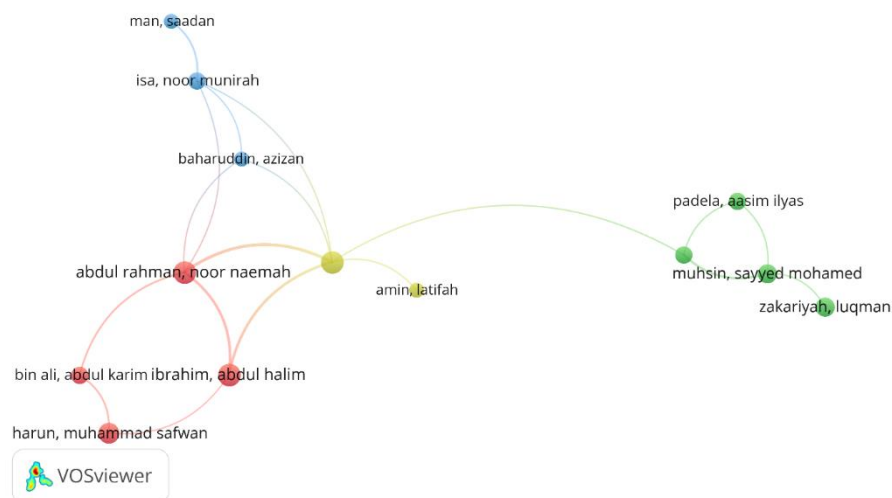 man, saadan
isa, noor munirah
baharuddin, azizan
padela, aasim ilyas
abdul rahman, noor naemah
muhsin, sayyed mohamed
amin, latifah
zakariyah, luqman
bin ali, abdul karim
ibrahim, abdul halim
harun, muhammad safwan
VOSviewer